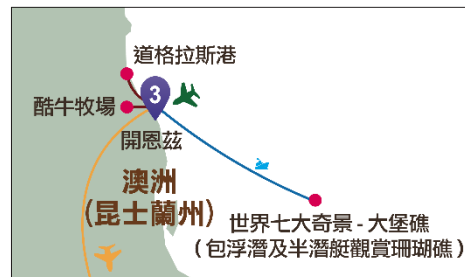 道格拉斯港
3
酷牛牧場
開恩茲
澳洲
(昆士蘭州)
世界七大奇景 - 大堡礁
( 包浮潛及半潛艇觀賞珊瑚礁 )